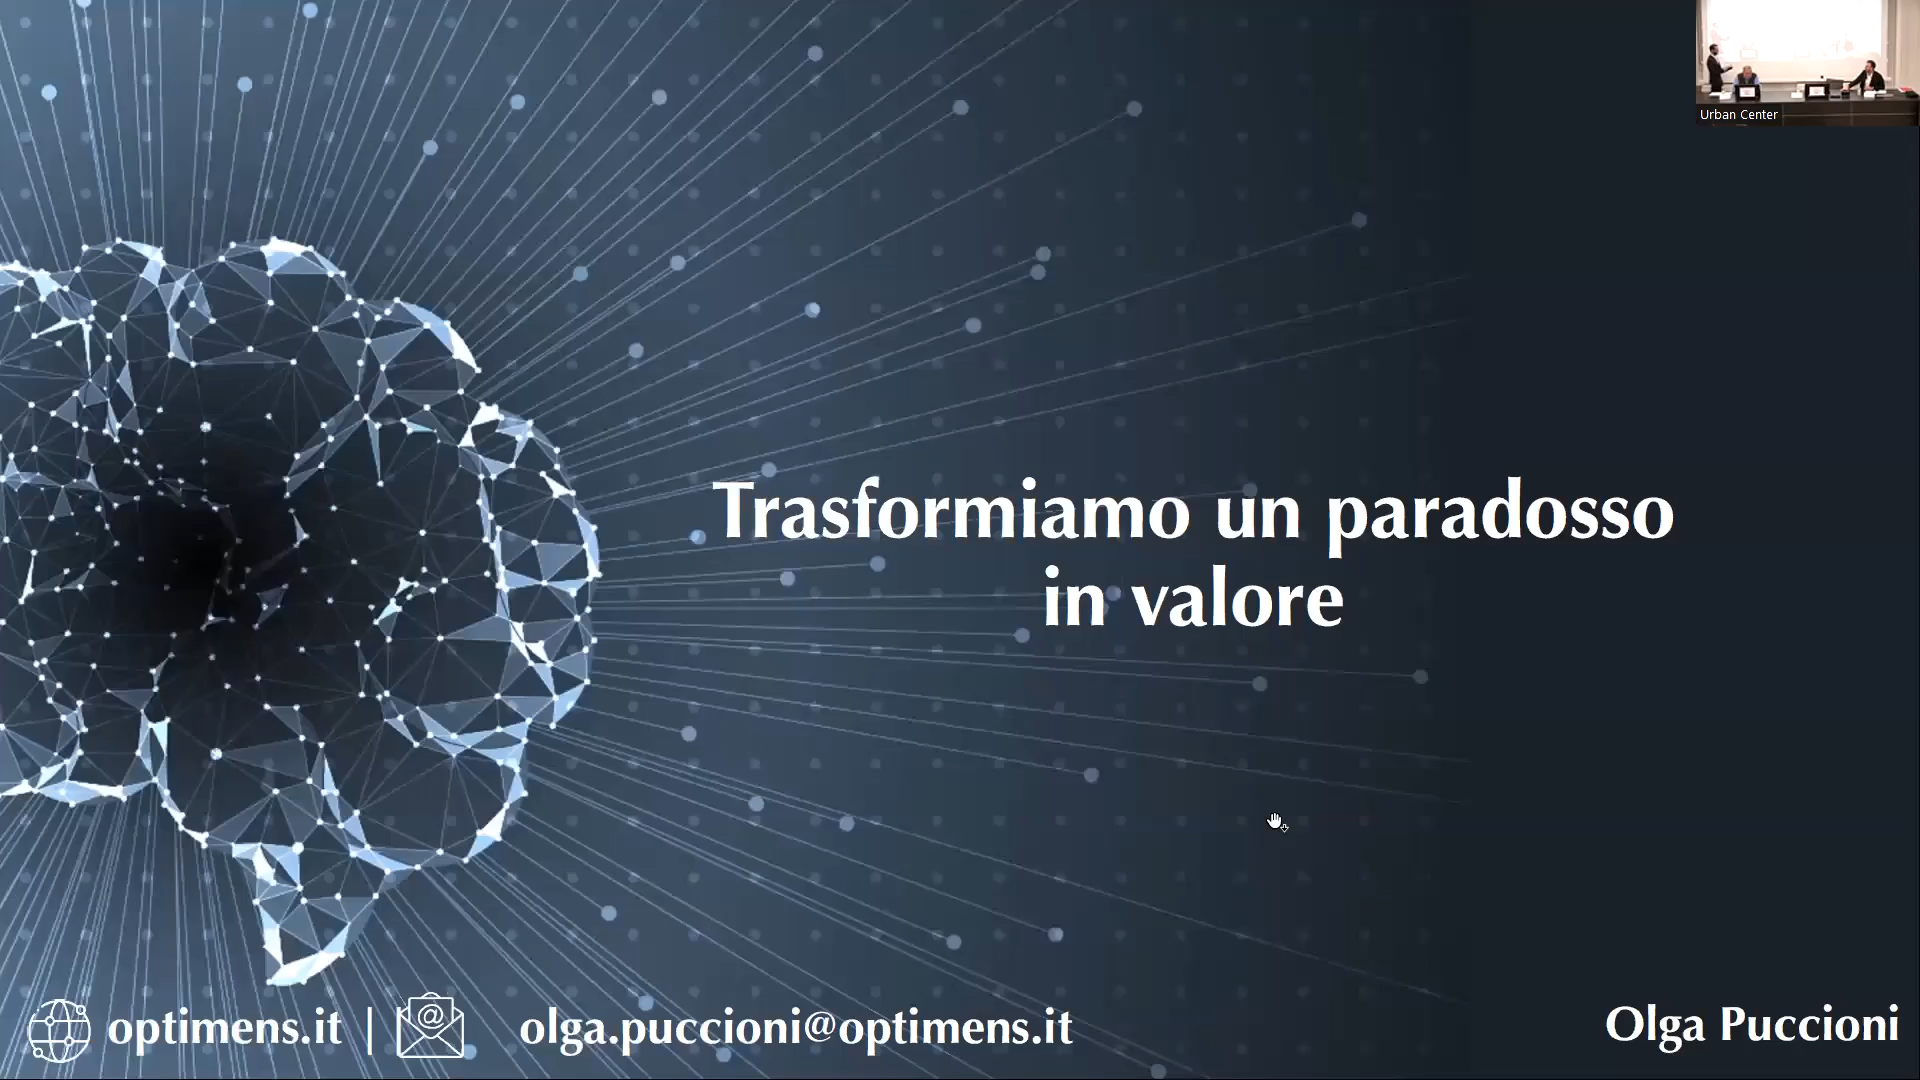 Urban Center
Trasformiamo un paradosso
in valore
optimens.it | @ olga.puccioni@optimens.it
Olga Puccioni